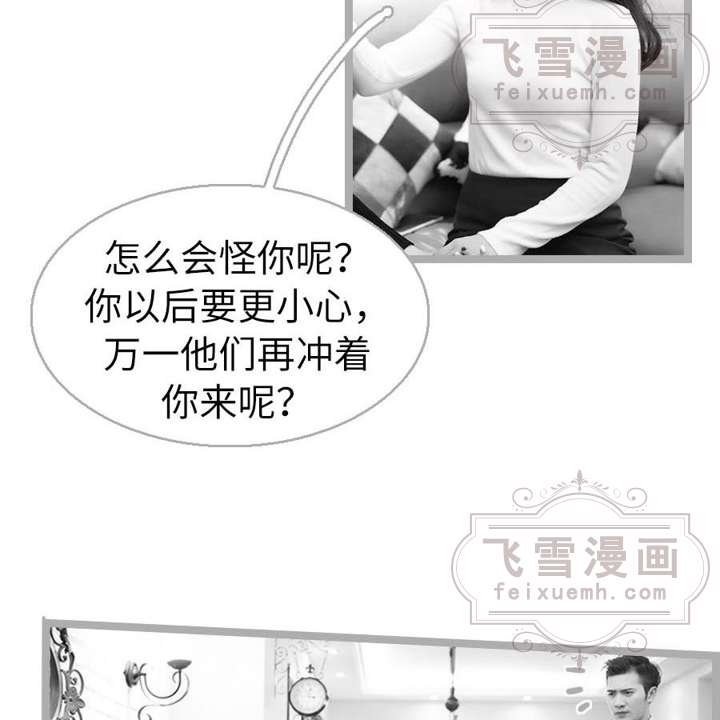 飞雪漫画
feixuemh.com
怎么会怪你呢？
你以后要更小心，
万一他们再冲着
你来呢？
飞雪漫画
feixuemh.com